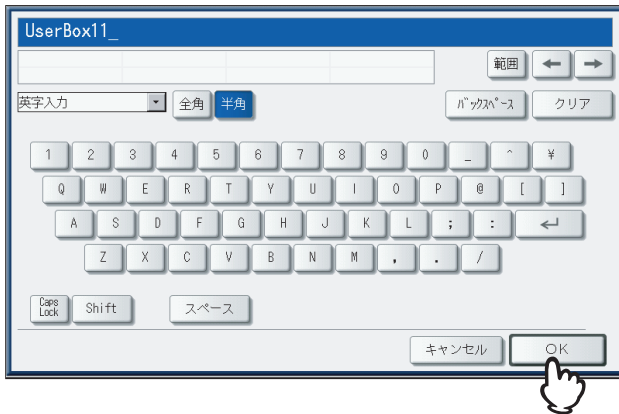 UserBox11_
範囲 ← →
英字入力 全角 半角 バックスペース クリア
1 2 3 4 5 6 7 8 9 0 _ ^ ¥
Q W E R T Y U I O P @ [ ]
A S D F G H J K L ; : ↵
Z X C V B N M , . /
Caps Lock Shift スペース
キャンセル OK